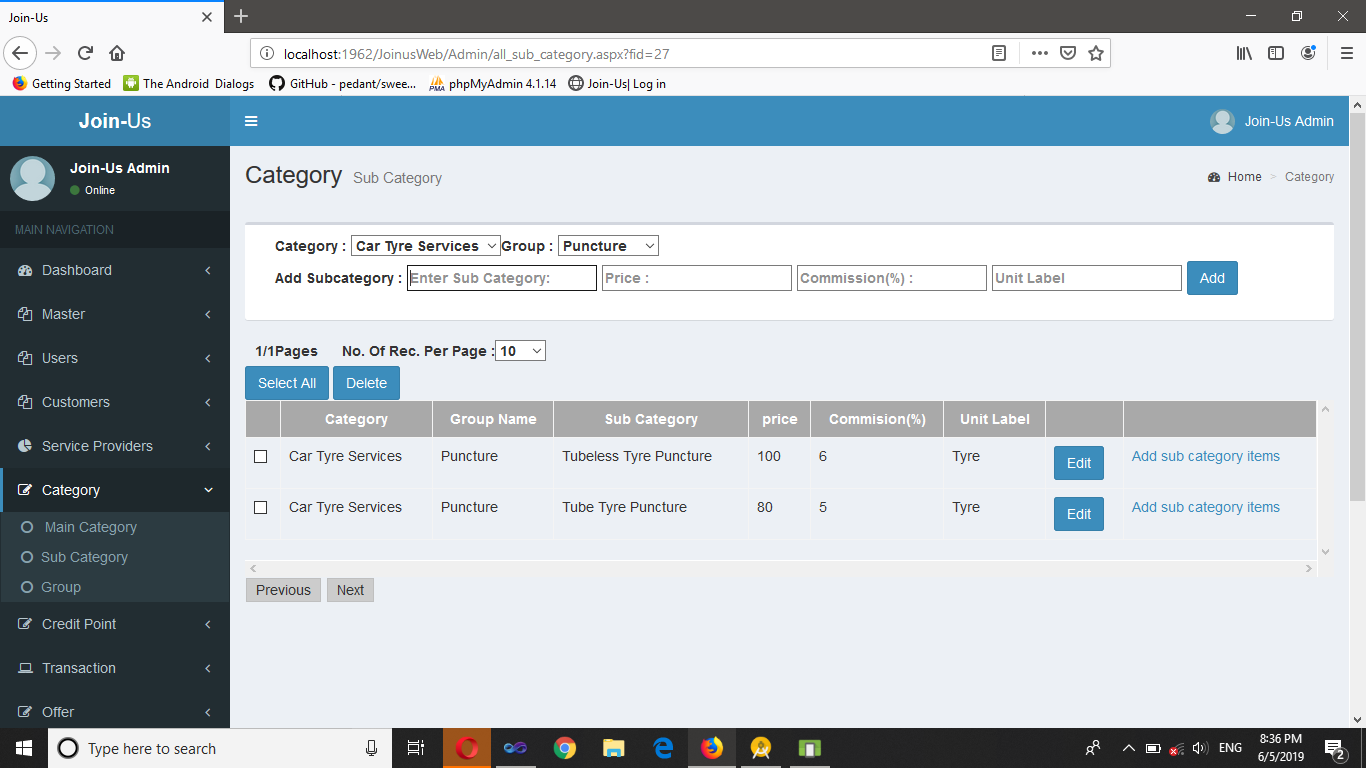 Join-Us
localhost:1962/JoinusWeb/Admin/all_sub_category.aspx?fid=27
Getting Started The Android Dialogs GitHub - pedant/swee... phpMyAdmin 4.1.14 Join-Us| Log in
Join-Us
Join-Us Admin
Join-Us Admin
Online
MAIN NAVIGATION
Dashboard
Master
Users
Customers
Service Providers
Category
Main Category
Sub Category
Group
Credit Point
Transaction
Offer
Category Sub Category
Home > Category
Category : Car Tyre Services Group : Puncture
Add Subcategory : Enter Sub Category: Price : Commission(%) : Unit Label Add
1/1Pages No. Of Rec. Per Page : 10
Select All Delete
Category Group Name Sub Category price Commision(%) Unit Label
Car Tyre Services Puncture Tubeless Tyre Puncture 100 6 Tyre Edit Add sub category items
Car Tyre Services Puncture Tube Tyre Puncture 80 5 Tyre Edit Add sub category items
Previous Next
Type here to search
ENG
8:36 PM
6/5/2019
2